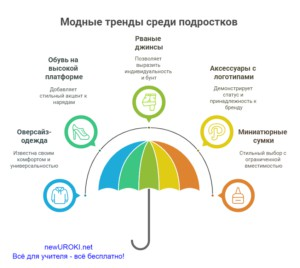 Модные тренды среди подростков
Рваные
джинсы
Позволяет
выразить
индивидуальность
и бунт
Обувь на
высокой
платформе
Добавляет
стильный акцент к
нарядам
Аксессуары с
логотипами
Демонстрирует
статус и
принадлежность к
бренду
Оверсайз-
одежда
Известна своим
комфортом и
универсальностью
Миниатюрные
сумки
Стильный выбор с
ограниченной
вместимостью
newUROKI.net
Всё для учителя - всё бесплатно!